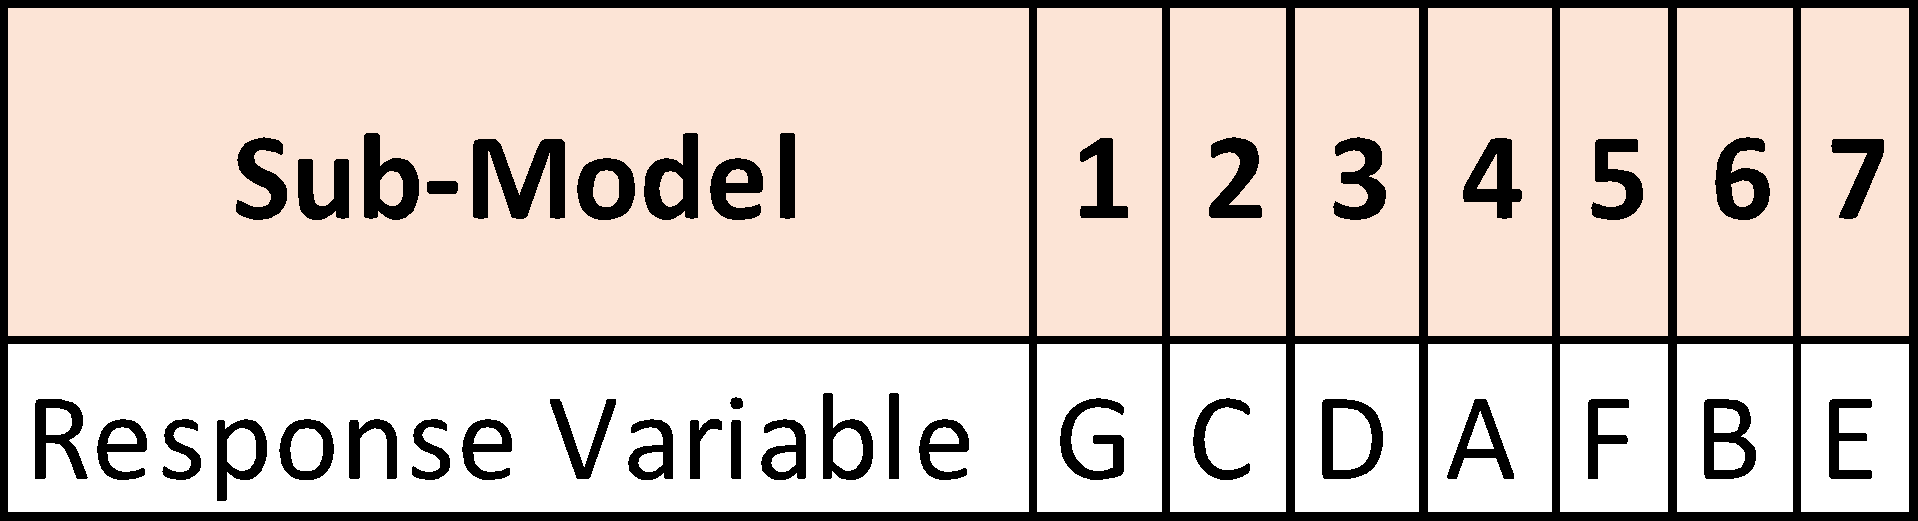 Sub-Model 1 2 3 4 5 6 7
Response Variable G C D A F B E